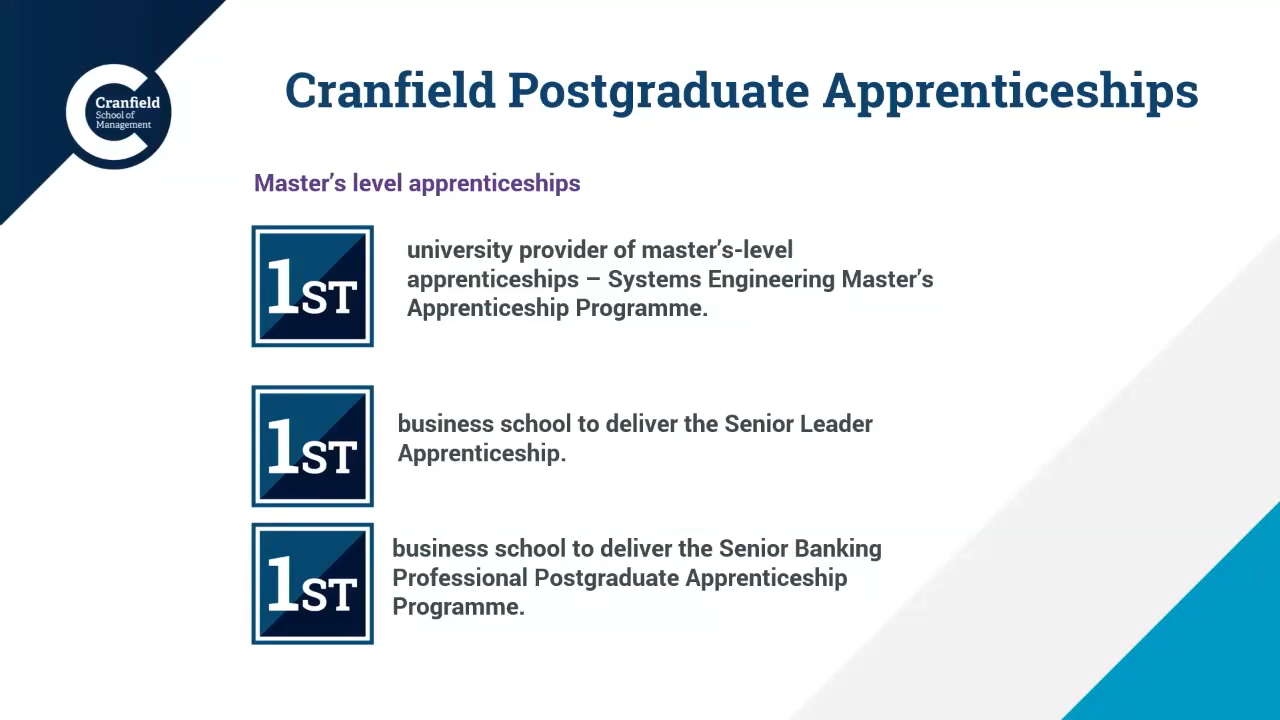 Cranfield
School of
Management
Cranfield Postgraduate Apprenticeships
Master’s level apprenticeships
1ST
university provider of master’s-level
apprenticeships – Systems Engineering Master’s
Apprenticeship Programme.
1ST
business school to deliver the Senior Leader
Apprenticeship.
1ST
business school to deliver the Senior Banking
Professional Postgraduate Apprenticeship
Programme.